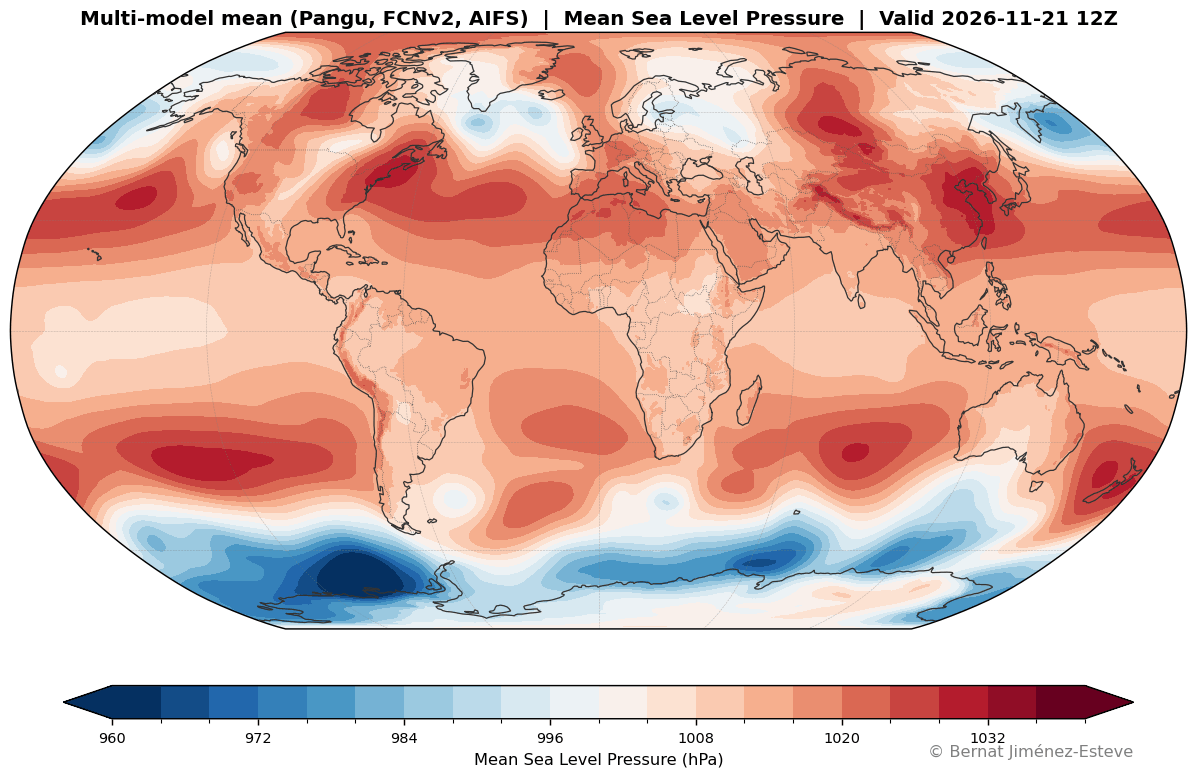 Multi-model mean (Pangu, FCNv2, AIFS) | Mean Sea Level Pressure | Valid 2026-11-21 12Z
960 972 984 996 1008 1020 1032
Mean Sea Level Pressure (hPa)
© Bernat Jiménez-Esteve